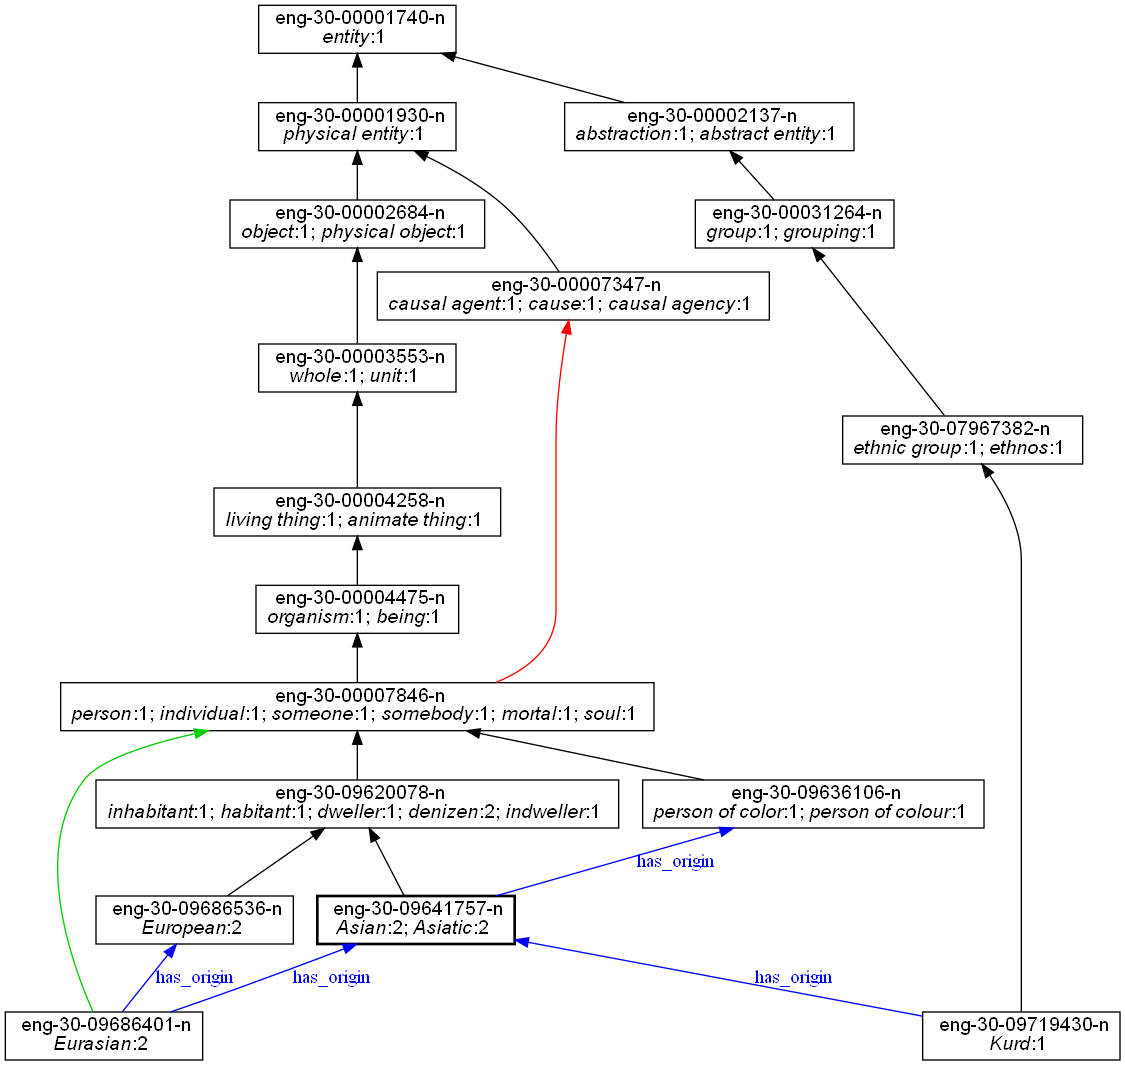 eng-30-00001740-n
entity:1
eng-30-00001930-n
physical entity:1
eng-30-00002137-n
abstraction:1; abstract entity:1
eng-30-00002684-n
object:1; physical object:1
eng-30-00031264-n
group:1; grouping:1
eng-30-00007347-n
causal agent:1; cause:1; causal agency:1
eng-30-00003553-n
whole:1; unit:1
eng-30-07967382-n
ethnic group:1; ethnos:1
eng-30-00004258-n
living thing:1; animate thing:1
eng-30-00004475-n
organism:1; being:1
eng-30-00007846-n
person:1; individual:1; someone:1; somebody:1; mortal:1; soul:1
eng-30-09620078-n
inhabitant:1; habitant:1; dweller:1; denizen:2; indweller:1
eng-30-09636106-n
person of color:1; person of colour:1
has_origin
eng-30-09686536-n
European:2
eng-30-09641757-n
Asian:2; Asiatic:2
has_origin
has_origin
has_origin
eng-30-09686401-n
Eurasian:2
eng-30-09719430-n
Kurd:1